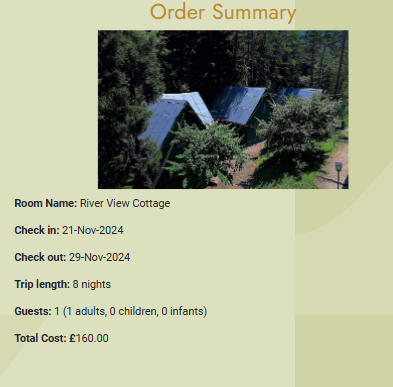 Order Summary
Room Name: River View Cottage
Check in: 21-Nov-2024
Check out: 29-Nov-2024
Trip length: 8 nights
Guests: 1 (1 adults, 0 children, 0 infants)
Total Cost: £160.00